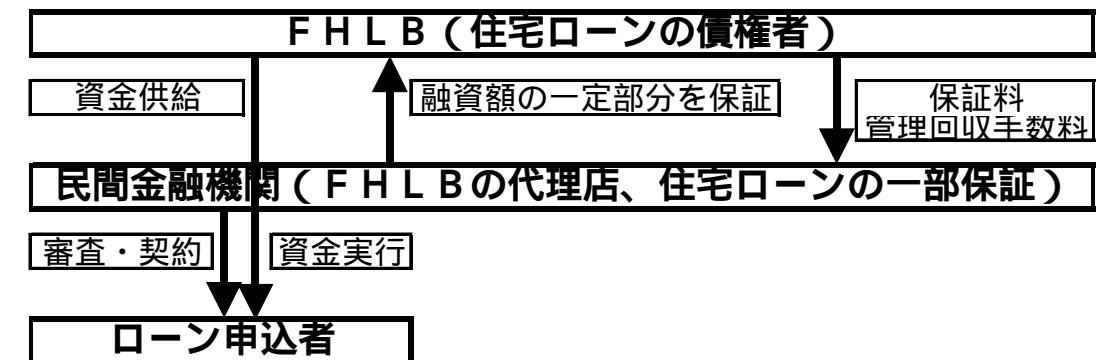 ＦＨＬＢ（住宅ローンの債権者）
資金供給
融資額の一定部分を保証
保証料
管理回収手数料
民間金融機関（ＦＨＬＢの代理店、住宅ローンの一部保証）
審査・契約
資金実行
ローン申込者